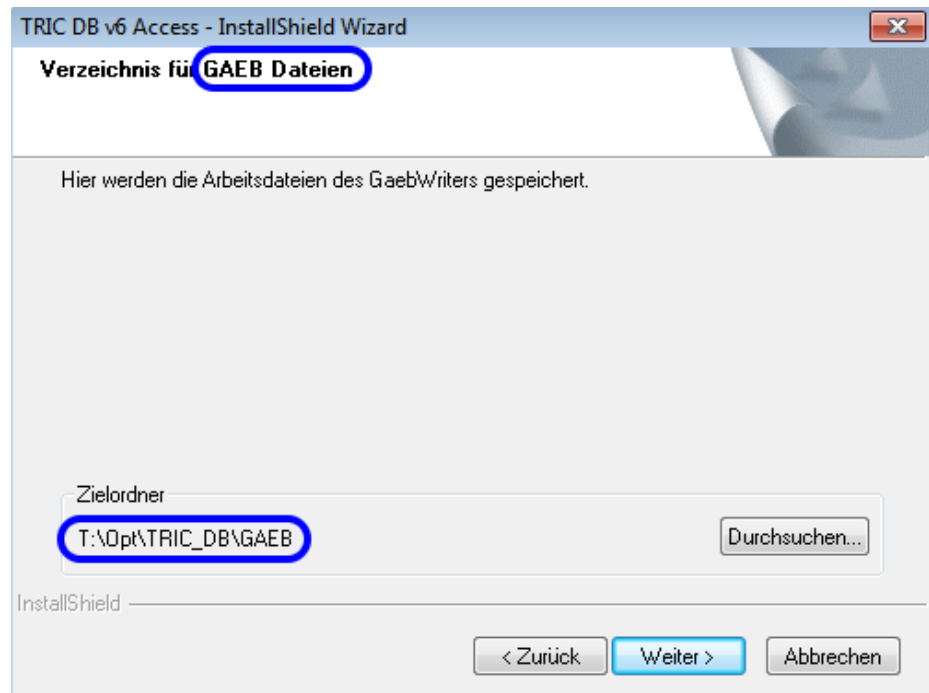 TRIC DB v6 Access - InstallShield Wizard
Verzeichnis für GAEB Dateien
Hier werden die Arbeitsdateien des GaebWriters gespeichert.
Zielordner
T:\Opt\TRIC_DB\GAEB
Durchsuchen...
InstallShield
< Zurück Weiter > Abbrechen